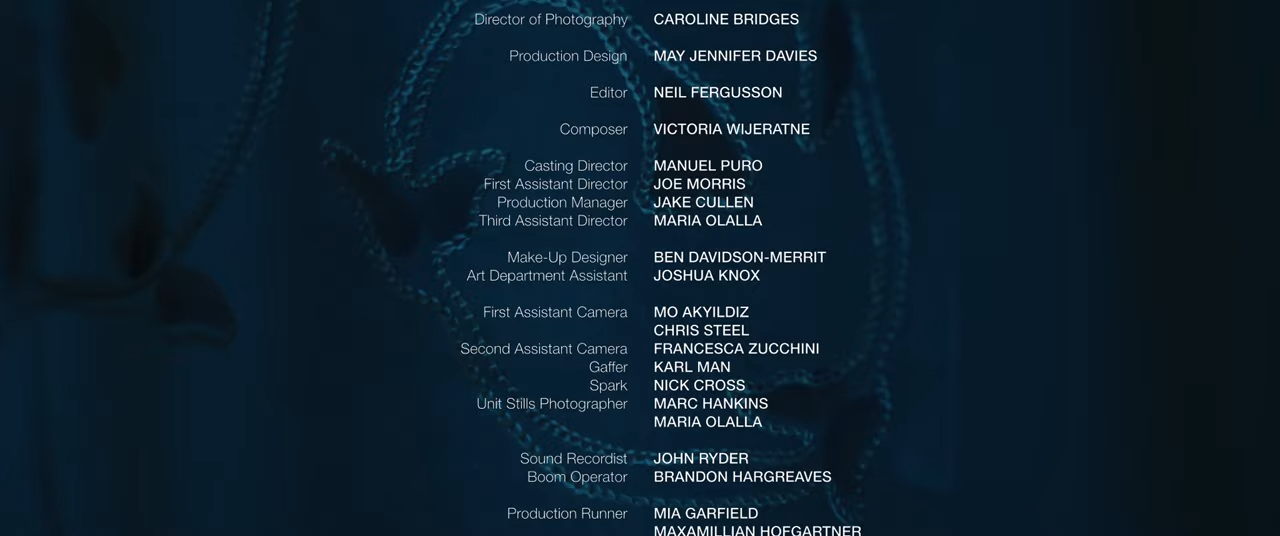 Director of Photography CAROLINE BRIDGES
Production Design MAY JENNIFER DAVIES
Editor NEIL FERGUSSON
Composer VICTORIA WIJERATNE
Casting Director MANUEL PURO
First Assistant Director JOE MORRIS
Production Manager JAKE CULLEN
Third Assistant Director MARIA OLALLA
Make-Up Designer BEN DAVIDSON-MERRIT
Art Department Assistant JOSHUA KNOX
First Assistant Camera MO AKYILDIZ
CHRIS STEEL
Second Assistant Camera FRANCESCA ZUCCHINI
Gaffer KARL MAN
Spark NICK CROSS
Unit Stills Photographer MARC HANKINS
MARIA OLALLA
Sound Recordist JOHN RYDER
Boom Operator BRANDON HARGREAVES
Production Runner MIA GARFIELD
MAXAMILLIAN HOFGARTNER